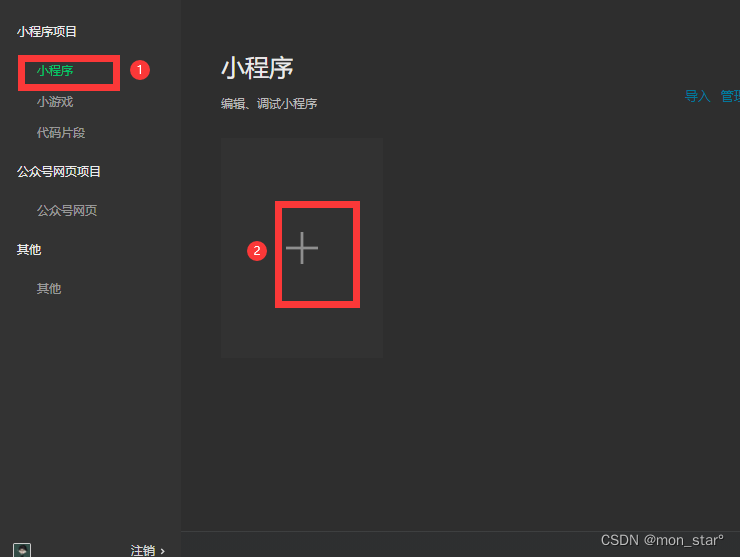 小程序项目
小程序
1
小游戏
代码片段
公众号网页项目
公众号网页
其他
其他
注销 ›
小程序
编辑、调试小程序
导入 管理
2
CSDN @mon_star°